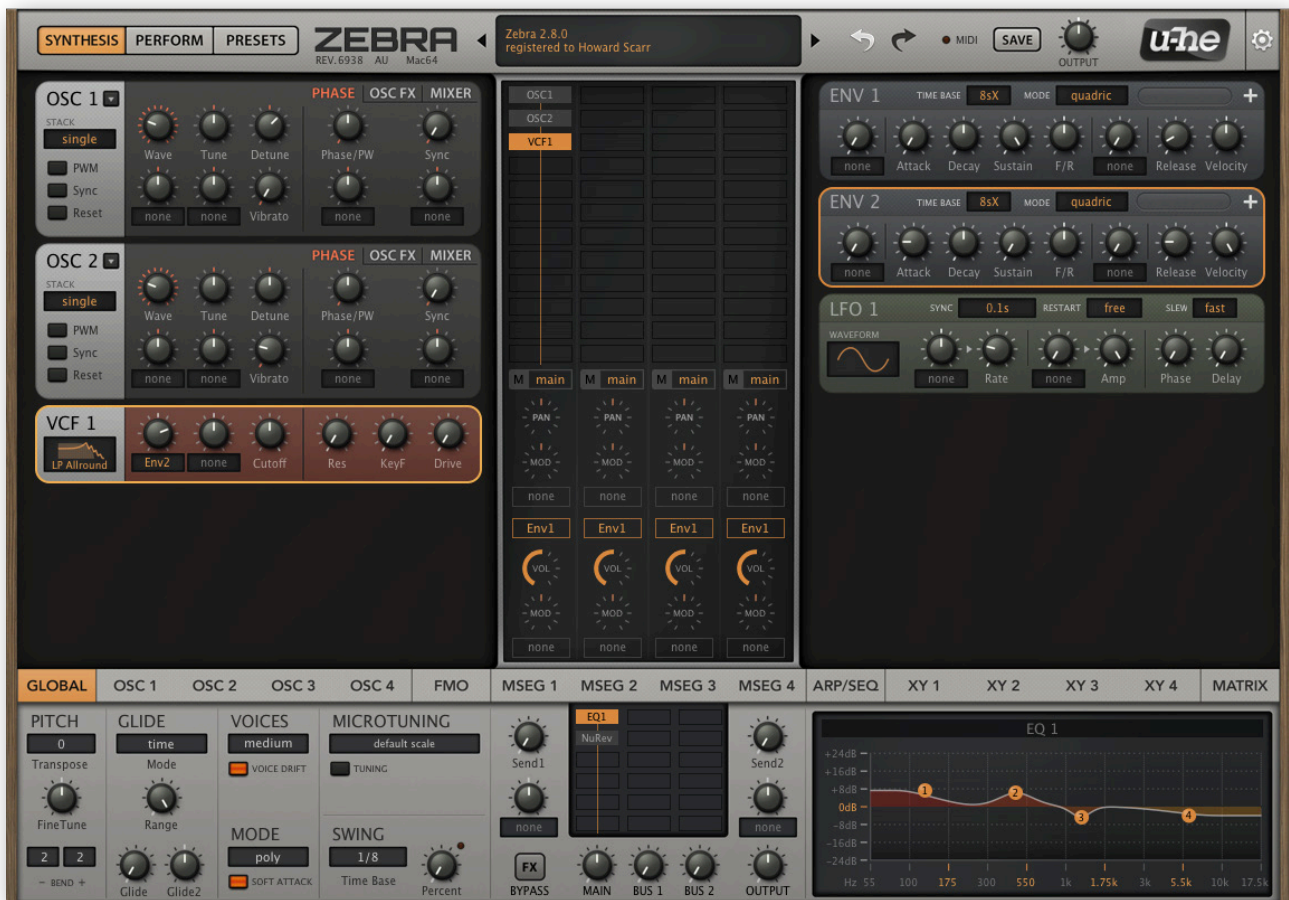 SYNTHESIS PERFORM PRESETS
ZEBRA
REV.6938 AU Mac64
Zebra 2.8.0
registered to Howard Scarr
MIDI
SAVE
OUTPUT
u-he
OSC 1
PHASE OSC FX MIXER
STACK
single
PWM
Sync
Reset
Wave Tune Detune Phase/PW Sync
none none Vibrato none none
OSC 2
PHASE OSC FX MIXER
STACK
single
PWM
Sync
Reset
Wave Tune Detune Phase/PW Sync
none none Vibrato none none
VCF 1
LP Allround
Env2 none Cutoff Res KeyF Drive
OSC1
OSC2
VCF1
M main M main M main M main
PAN PAN PAN PAN
MOD MOD MOD MOD
none none none none
Env1 Env1 Env1 Env1
VOL VOL VOL VOL
MOD MOD MOD MOD
none none none none
ENV 1 TIME BASE 8sX MODE quadric +
none Attack Decay Sustain F/R none Release Velocity
ENV 2 TIME BASE 8sX MODE quadric +
none Attack Decay Sustain F/R none Release Velocity
LFO 1 SYNC 0.1s RESTART free SLEW fast
WAVEFORM
none Rate none Amp Phase Delay
GLOBAL OSC 1 OSC 2 OSC 3 OSC 4 FMO MSEG 1 MSEG 2 MSEG 3 MSEG 4 ARP/SEQ XY 1 XY 2 XY 3 XY 4 MATRIX
PITCH
0
Transpose
FineTune
2 2
- BEND +
GLIDE
time
Mode
Range
Glide Glide2
VOICES
medium
VOICE DRIFT
MODE
poly
SOFT ATTACK
MICROTUNING
default scale
TUNING
SWING
1/8
Time Base
Percent
Send1
none
FX
BYPASS
EQ1
NuRev
MAIN BUS 1 BUS 2
Send2
none
OUTPUT
EQ 1
+24dB
+16dB
+8dB
0dB
-8dB
-16dB
-24dB
1 2 3 4
Hz 55 100 175 300 550 1k 1.75k 3k 5.5k 10k 17.5k